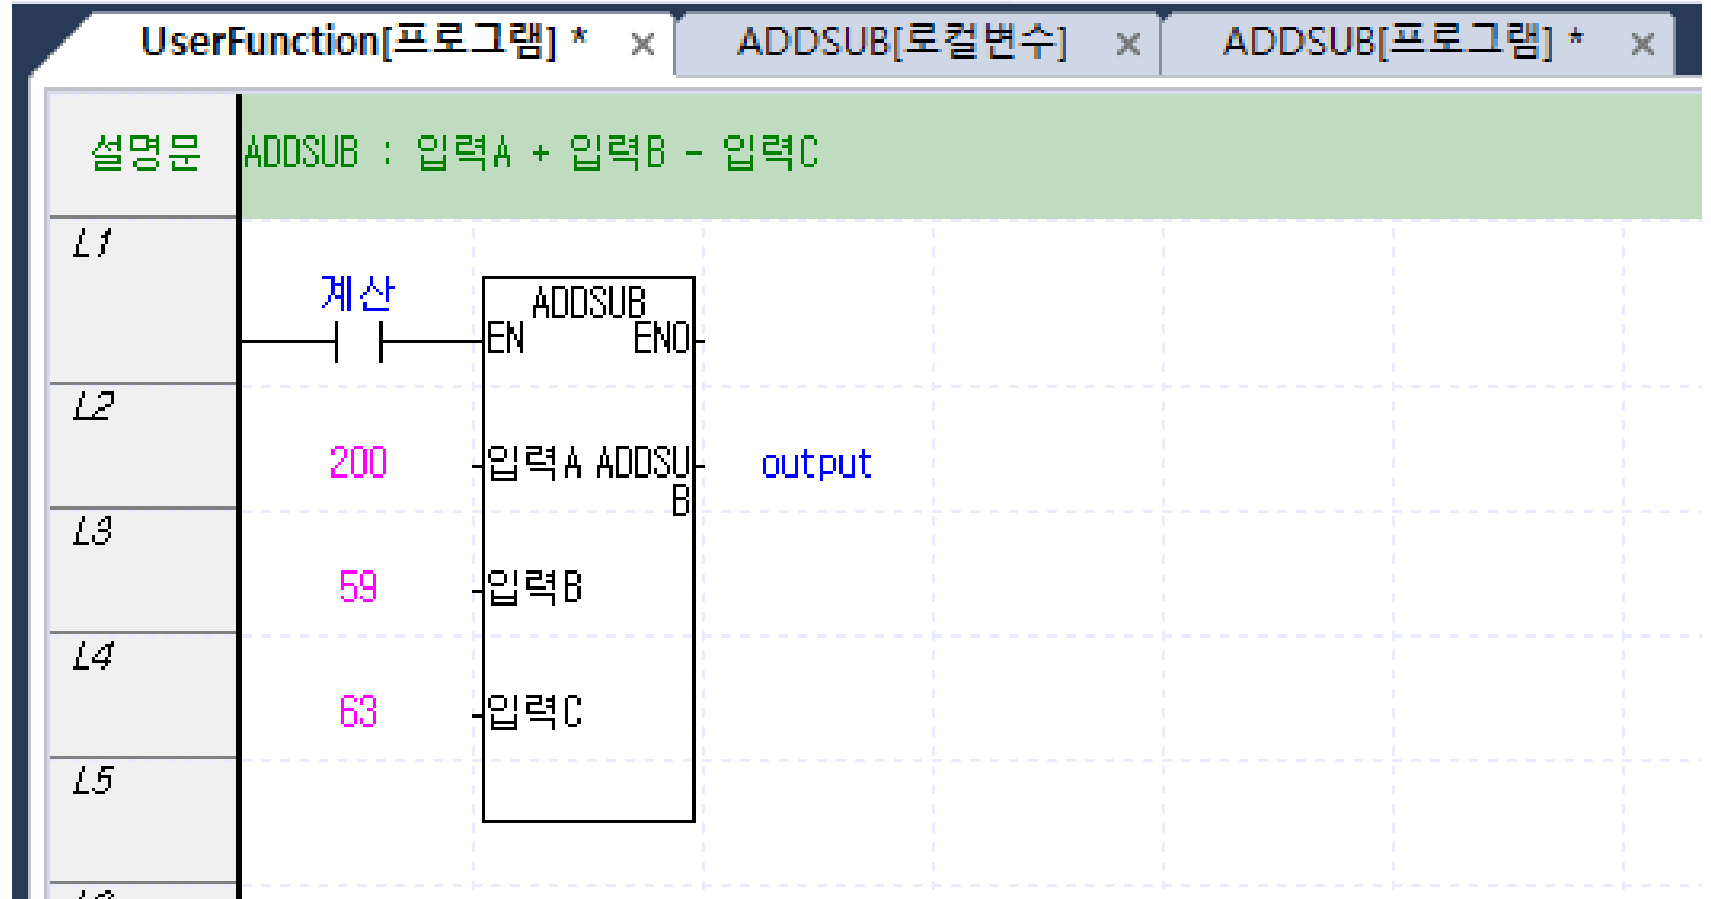 UserFunction[프로그램] * × ADDSUB[로컬변수] × ADDSUB[프로그램] * ×
설명문 ADDSUB : 입력A + 입력B - 입력C
L1
계산
ADDSUB
EN ENO
L2
200 입력A ADDSU output
B
L3
59 입력B
L4
63 입력C
L5